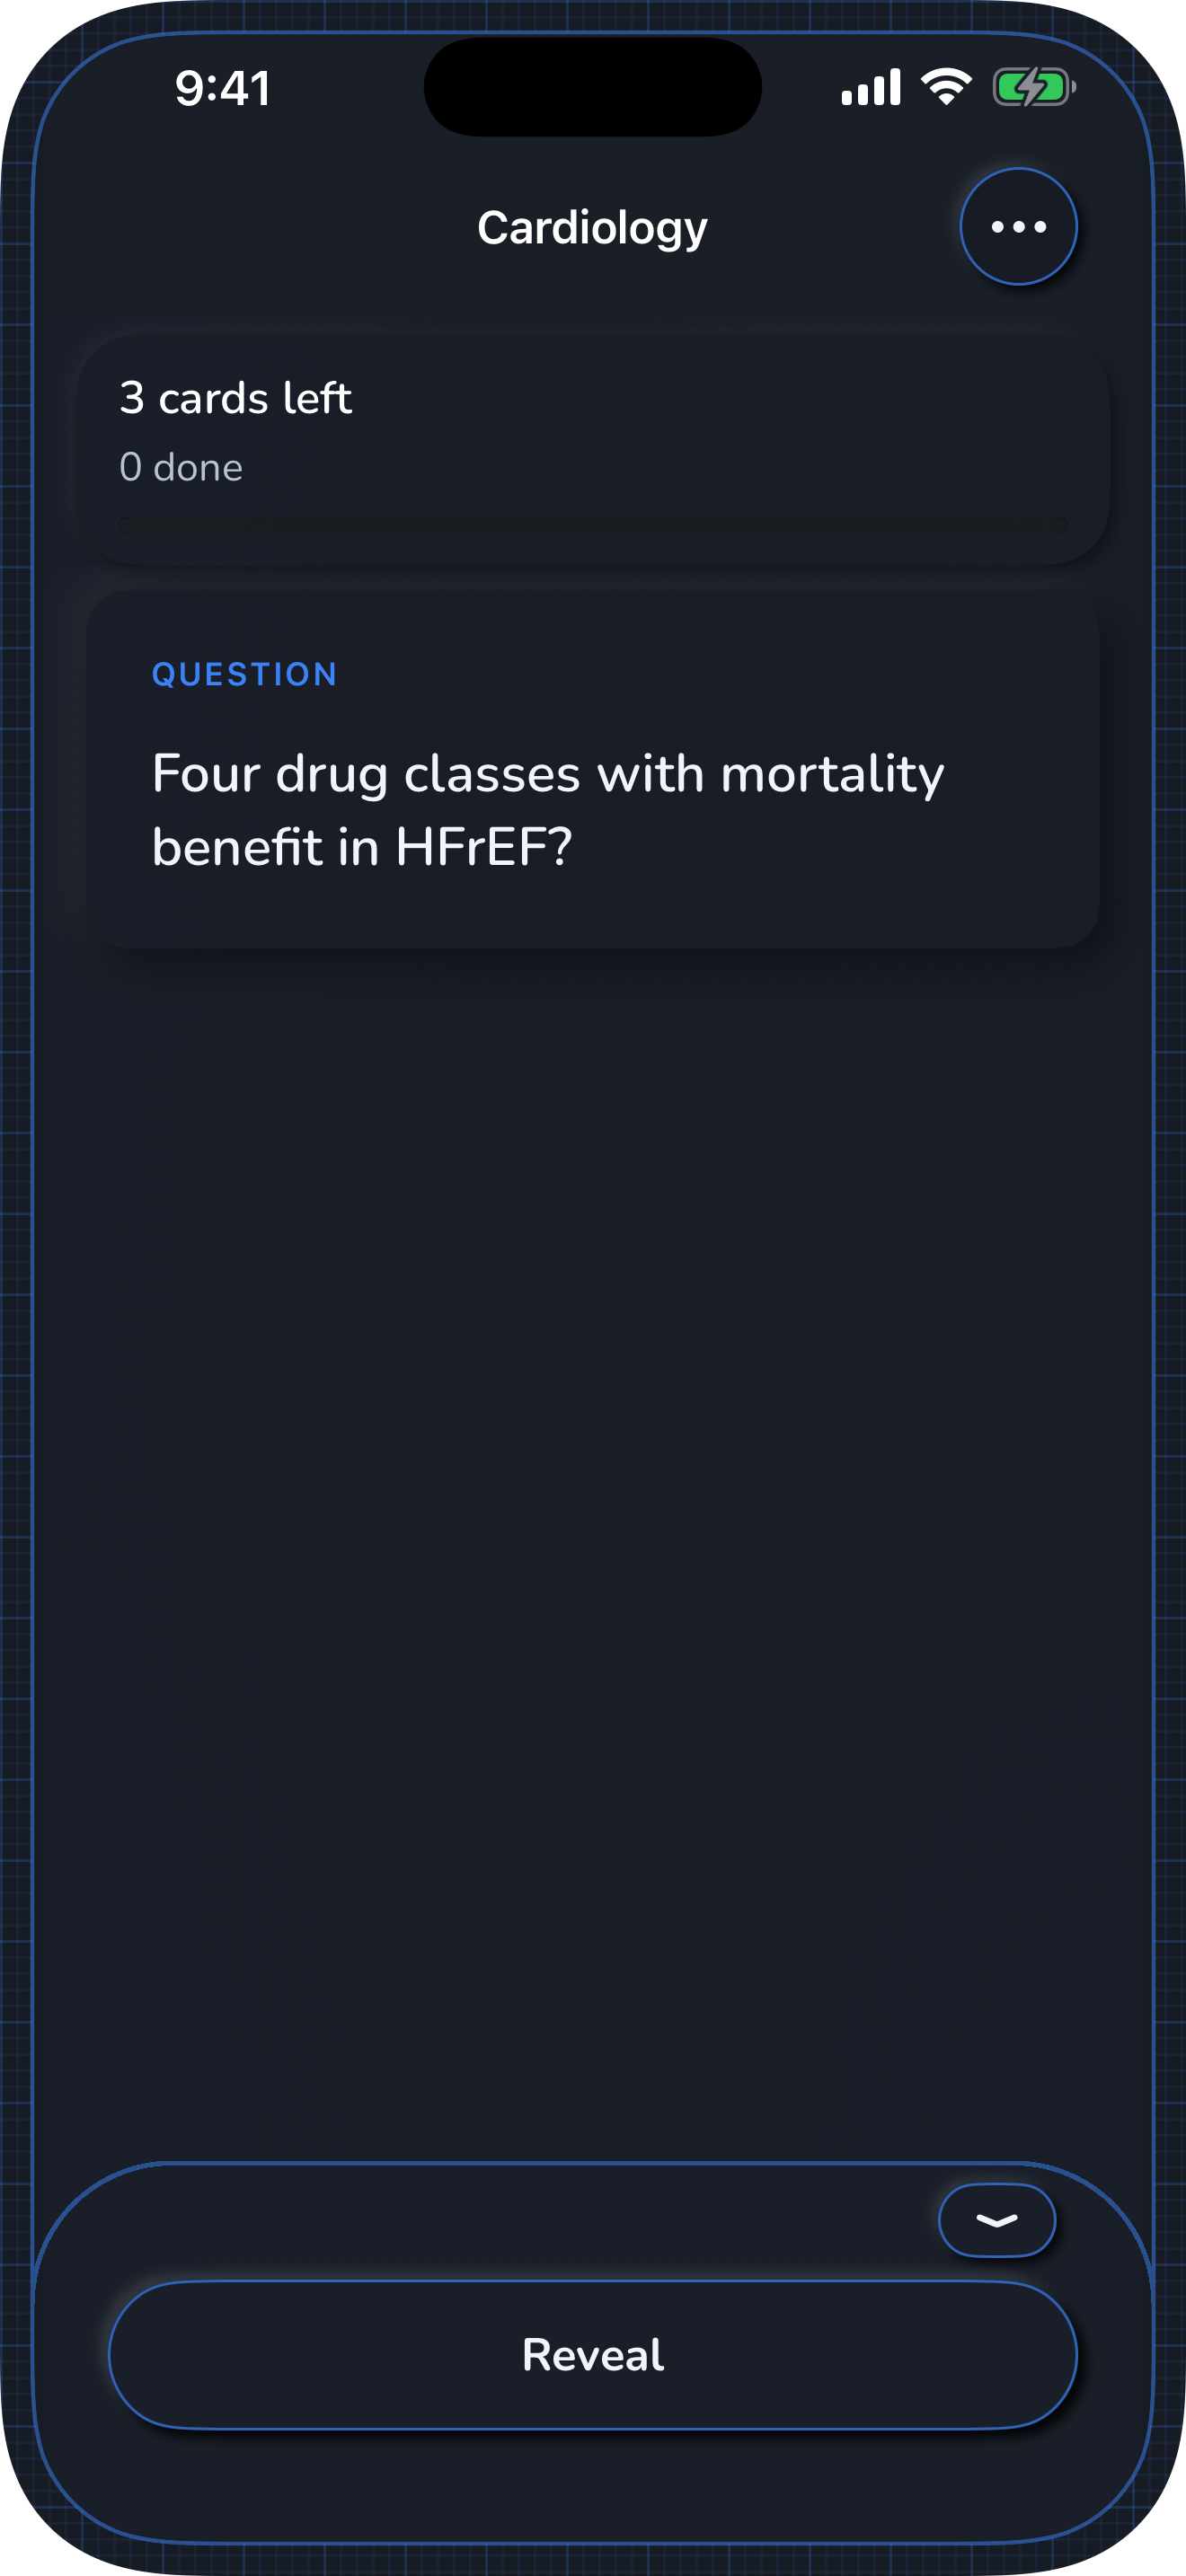 9:41
Cardiology
3 cards left
0 done
QUESTION
Four drug classes with mortality
benefit in HFrEF?
Reveal